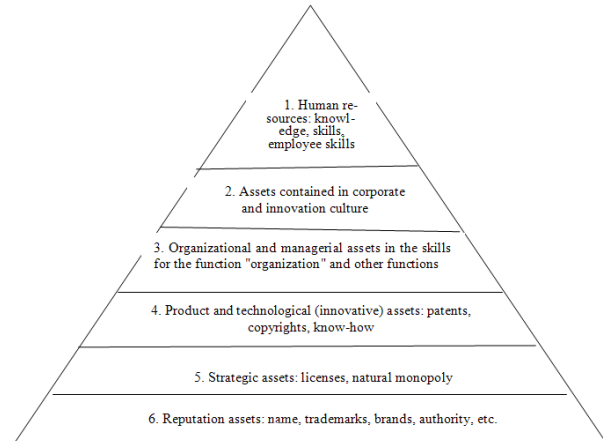 1. Human re-
sources: knowl-
edge, skills,
employee skills
2. Assets contained in corporate
and innovation culture
3. Organizational and managerial assets in the skills
for the function "organization" and other functions
4. Product and technological (innovative) assets: patents,
copyrights, know-how
5. Strategic assets: licenses, natural monopoly
6. Reputation assets: name, trademarks, brands, authority, etc.